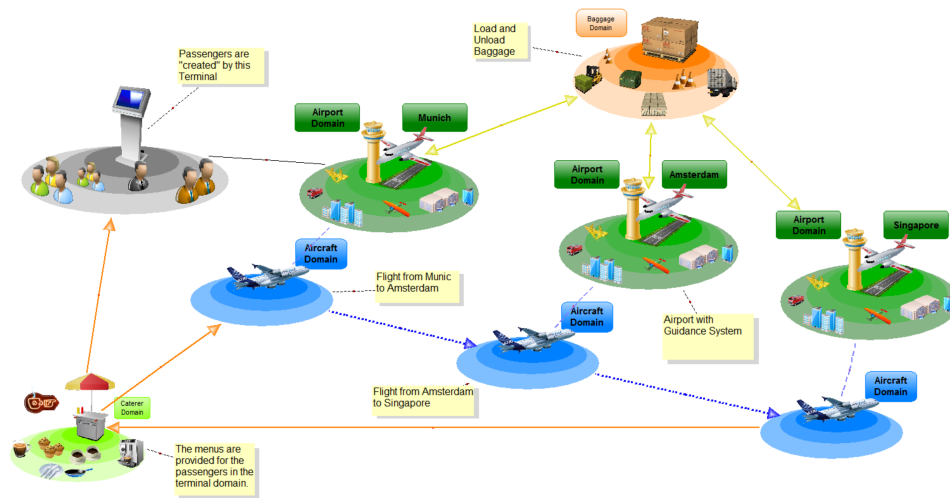 Passengers are
"created" by this
Terminal
Load and
Unload
Baggage
Baggage
Domain
Airport
Domain
Munich
Airport
Domain
Amsterdam
Airport
Domain
Singapore
Aircraft
Domain
Flight from Munic
to Amsterdam
Airport with
Guidance System
Aircraft
Domain
Flight from Amsterdam
to Singapore
Aircraft
Domain
Caterer
Domain
The menus are
provided for the
passengers in the
terminal domain.